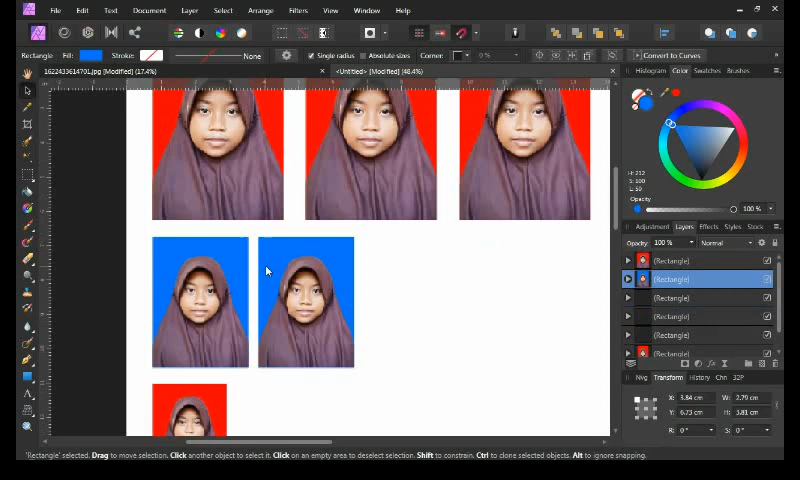 File Edit Text Document Layer Select Arrange Filters View Window Help
Rectangle Fill: Stroke: None Single radius Absolute sizes Corner: 0 % Convert to Curves
1622433614701.jpg [Modified] (17.4%) <Untitled> [Modified] (48.4%)
Histogram Color Swatches Brushes
H: 212
S: 100
L: 50
Opacity
100 %
Adjustment Layers Effects Styles Stock
Opacity: 100 % Normal
(Rectangle)
(Rectangle)
(Rectangle)
(Rectangle)
(Rectangle)
(Rectangle)
Nvg Transform History Chn 32P
X: 3.84 cm W: 2.79 cm
Y: 6.73 cm H: 3.81 cm
R: 0 ° S: 0 °
'Rectangle' selected. Drag to move selection. Click another object to select it. Click on an empty area to deselect selection. Shift to constrain. Ctrl to clone selected objects. Alt to ignore snapping.